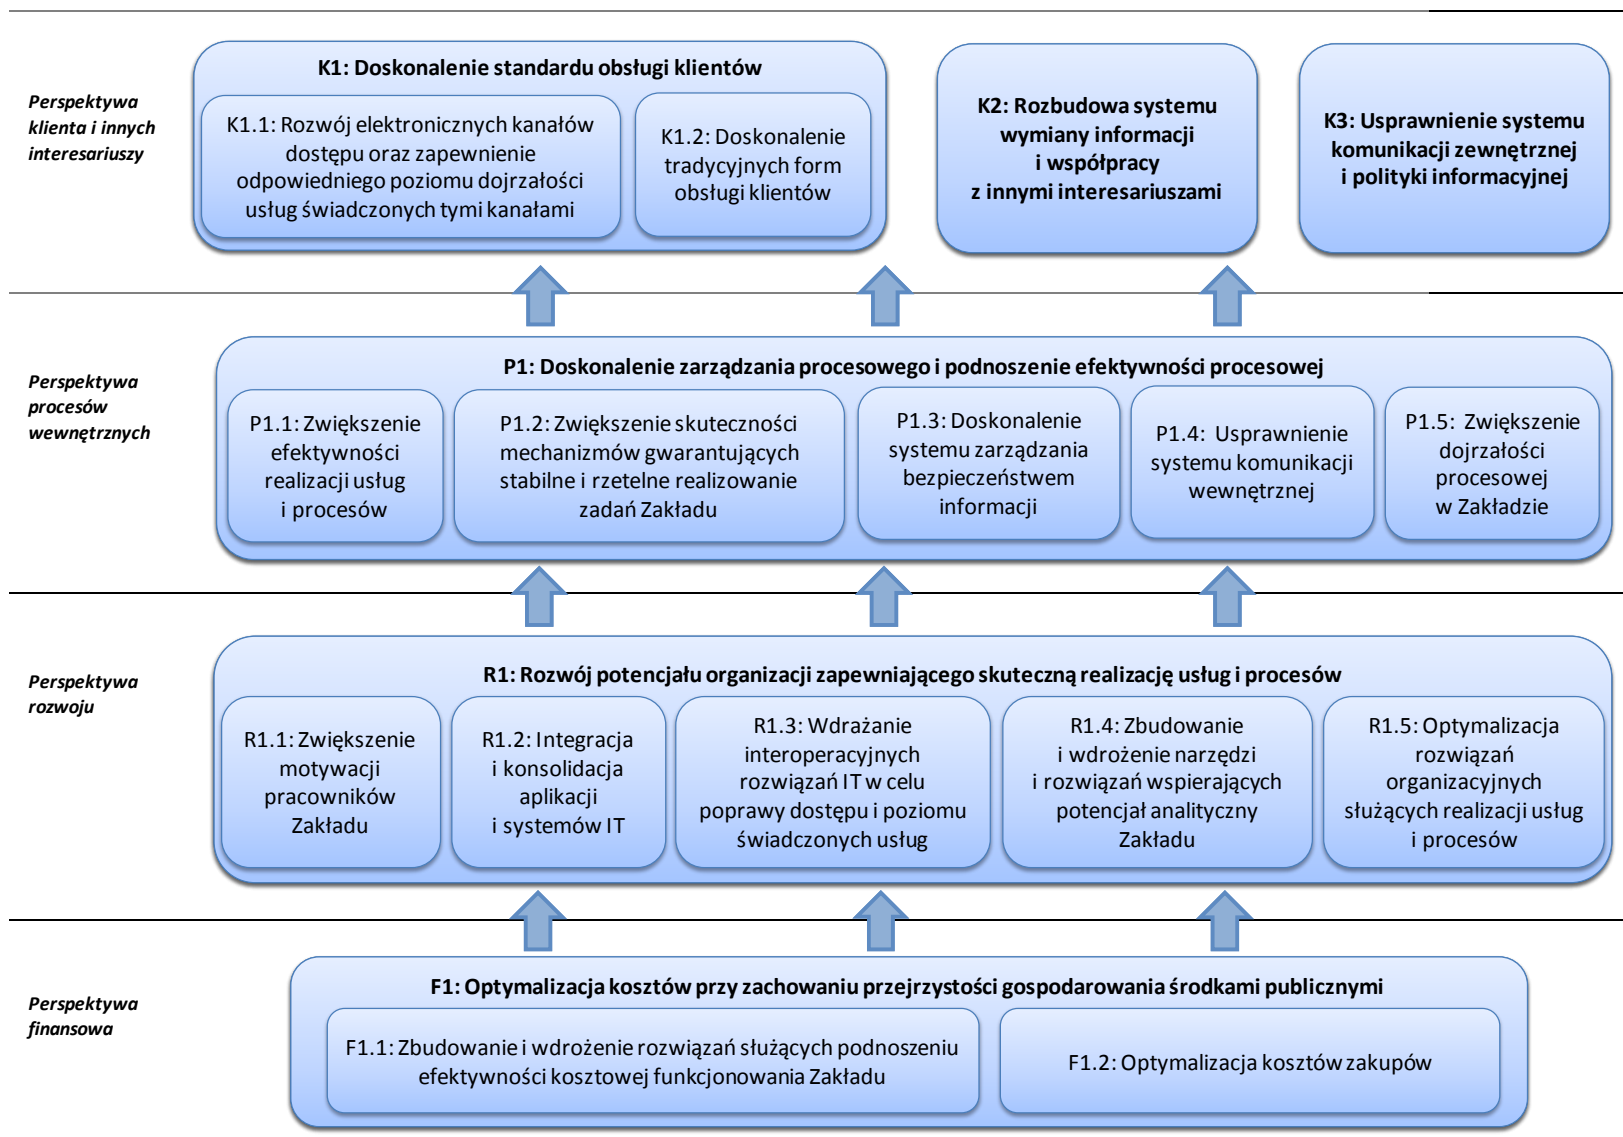 Perspektywa
klienta i innych
interesariuszy
K1: Doskonalenie standardu obsługi klientów
K1.1: Rozwój elektronicznych kanałów
dostępu oraz zapewnienie
odpowiedniego poziomu dojrzałości
usług świadczonych tymi kanałami
K1.2: Doskonalenie
tradycyjnych form
obsługi klientów
K2: Rozbudowa systemu
wymiany informacji
i współpracy
z innymi interesariuszami
K3: Usprawnienie systemu
komunikacji zewnętrznej
i polityki informacyjnej
Perspektywa
procesów
wewnętrznych
P1: Doskonalenie zarządzania procesowego i podnoszenie efektywności procesowej
P1.1: Zwiększenie
efektywności
realizacji usług
i procesów
P1.2: Zwiększenie skuteczności
mechanizmów gwarantujących
stabilne i rzetelne realizowanie
zadań Zakładu
P1.3: Doskonalenie
systemu zarządzania
bezpieczeństwem
informacji
P1.4: Usprawnienie
systemu komunikacji
wewnętrznej
P1.5: Zwiększenie
dojrzałości
procesowej
w Zakładzie
Perspektywa
rozwoju
R1: Rozwój potencjału organizacji zapewniającego skuteczną realizację usług i procesów
R1.1: Zwiększenie
motywacji
pracowników
Zakładu
R1.2: Integracja
i konsolidacja
aplikacji
i systemów IT
R1.3: Wdrażanie
interoperacyjnych
rozwiązań IT w celu
poprawy dostępu i poziomu
świadczonych usług
R1.4: Zbudowanie
i wdrożenie narzędzi
i rozwiązań wspierających
potencjał analityczny
Zakładu
R1.5: Optymalizacja
rozwiązań
organizacyjnych
służących realizacji usług
i procesów
Perspektywa
finansowa
F1: Optymalizacja kosztów przy zachowaniu przejrzystości gospodarowania środkami publicznymi
F1.1: Zbudowanie i wdrożenie rozwiązań służących podnoszeniu
efektywności kosztowej funkcjonowania Zakładu
F1.2: Optymalizacja kosztów zakupów